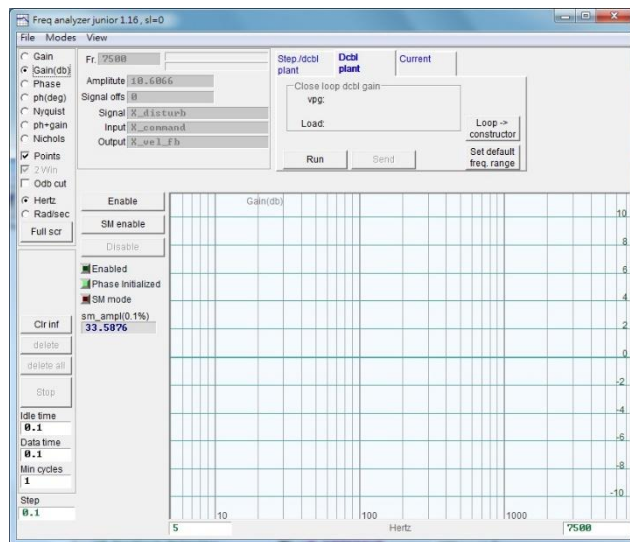 Freq analyzer junior 1.16, sl=0
File Modes View
Gain
Gain(db)
Phase
ph(deg)
Nyquist
ph+gain
Nichols
Points
2 Win
0db cut
Hertz
Rad/sec
Full scr
Clr inf
delete
delete all
Stop
Idle time
0.1
Data time
0.1
Min cycles
1
Step
0.1
Fr. 7500
Amplitute 10.6066
Signal offs 0
Signal X_disturb
Input X_command
Output X_vel_fb
Step./dcbl plant
Dcbl plant
Current
Close loop dcbl gain
vpg:
Load:
Run
Send
Loop -> constructor
Set default freq. range
Enable
SM enable
Disable
Enabled
Phase Initialized
SM mode
sm_ampl(0.1%)
33.5876
Gain(db)
10
8
6
4
2
0
-2
-4
-6
-8
-10
10
100
1000
5
Hertz
7500